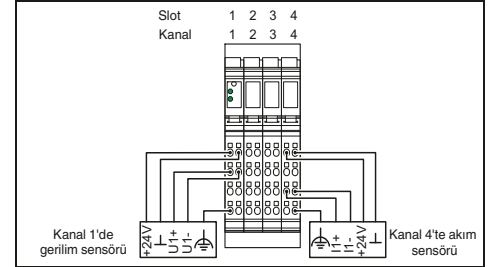 Slot 1 2 3 4
Kanal 1 2 3 4
+24V
U1+
U1-
I1+
I1-
+24V
Kanal 1'de
gerilim sensörü
Kanal 4'te akım
sensörü